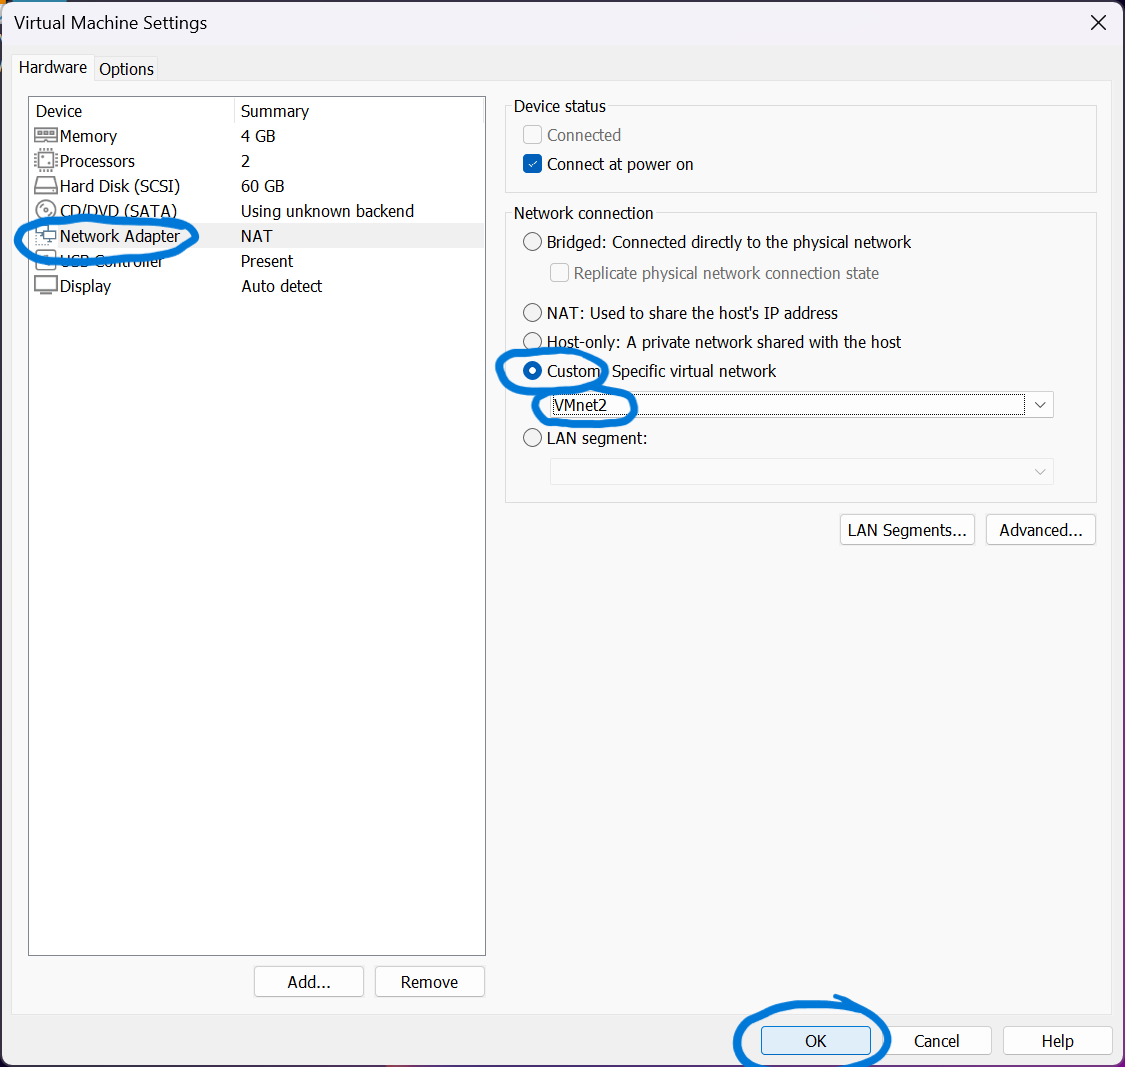 Virtual Machine Settings
Hardware Options
Device Summary
Memory 4 GB
Processors 2
Hard Disk (SCSI) 60 GB
CD/DVD (SATA) Using unknown backend
Network Adapter NAT
USB Controller Present
Display Auto detect
Add... Remove
Device status
Connected
Connect at power on
Network connection
Bridged: Connected directly to the physical network
Replicate physical network connection state
NAT: Used to share the host's IP address
Host-only: A private network shared with the host
Custom: Specific virtual network
VMnet2
LAN segment:
LAN Segments... Advanced...
OK Cancel Help